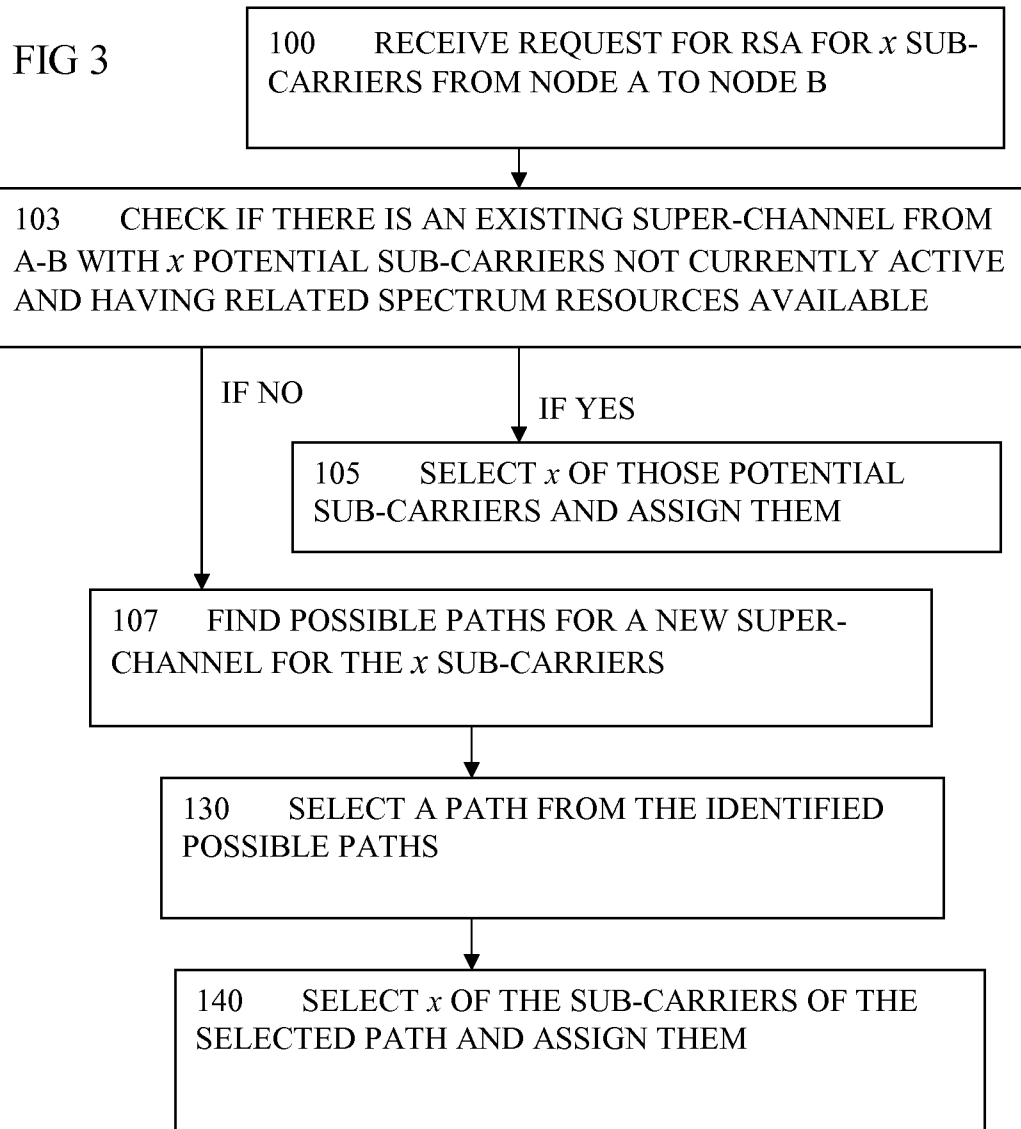 FIG 3
100 RECEIVE REQUEST FOR RSA FOR x SUB-
CARRIERS FROM NODE A TO NODE B
103 CHECK IF THERE IS AN EXISTING SUPER-CHANNEL FROM
A-B WITH x POTENTIAL SUB-CARRIERS NOT CURRENTLY ACTIVE
AND HAVING RELATED SPECTRUM RESOURCES AVAILABLE
IF NO
IF YES
105 SELECT x OF THOSE POTENTIAL
SUB-CARRIERS AND ASSIGN THEM
107 FIND POSSIBLE PATHS FOR A NEW SUPER-
CHANNEL FOR THE x SUB-CARRIERS
130 SELECT A PATH FROM THE IDENTIFIED
POSSIBLE PATHS
140 SELECT x OF THE SUB-CARRIERS OF THE
SELECTED PATH AND ASSIGN THEM